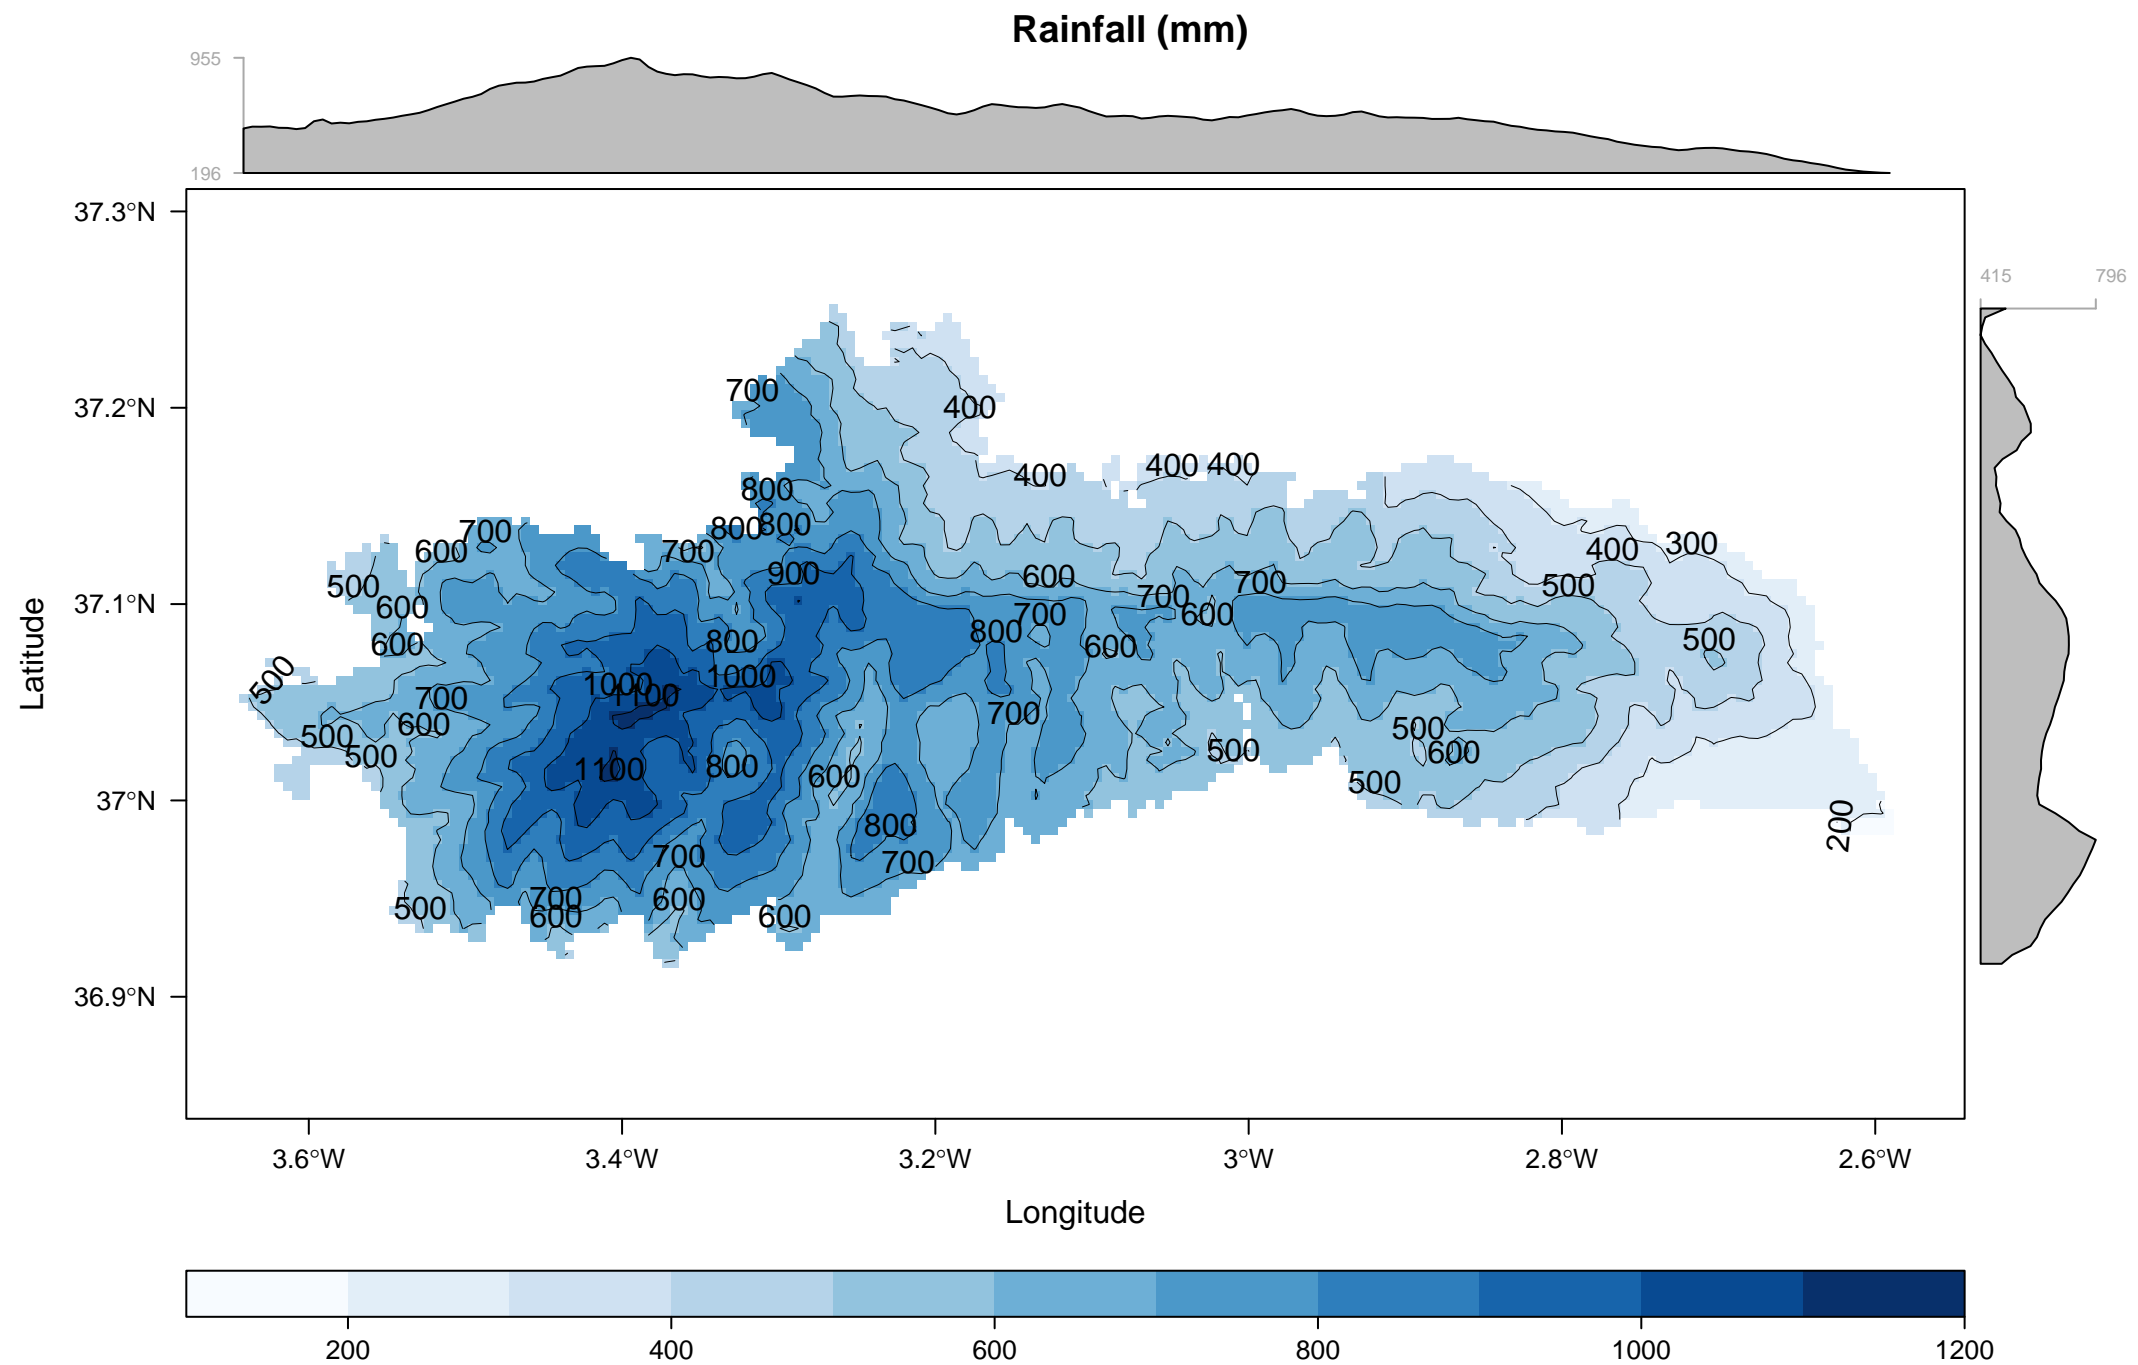 Rainfall (mm)
955
196
37.3°N
415 796
700
37.2°N
400
400 400 400
800
700 800 800
600 700 300
400
900
500 600 700 500
37.1°N
600 700 600
700
800
600 800 600 500
500 1000 1000
1100
700
600 700
500 500 500
500 600
1100 800 600 500
37°N
800 200
700 700
700 600
500 600 600
36.9°N
Latitude
3.6°W 3.4°W 3.2°W 3°W 2.8°W 2.6°W
Longitude
200 400 600 800 1000 1200